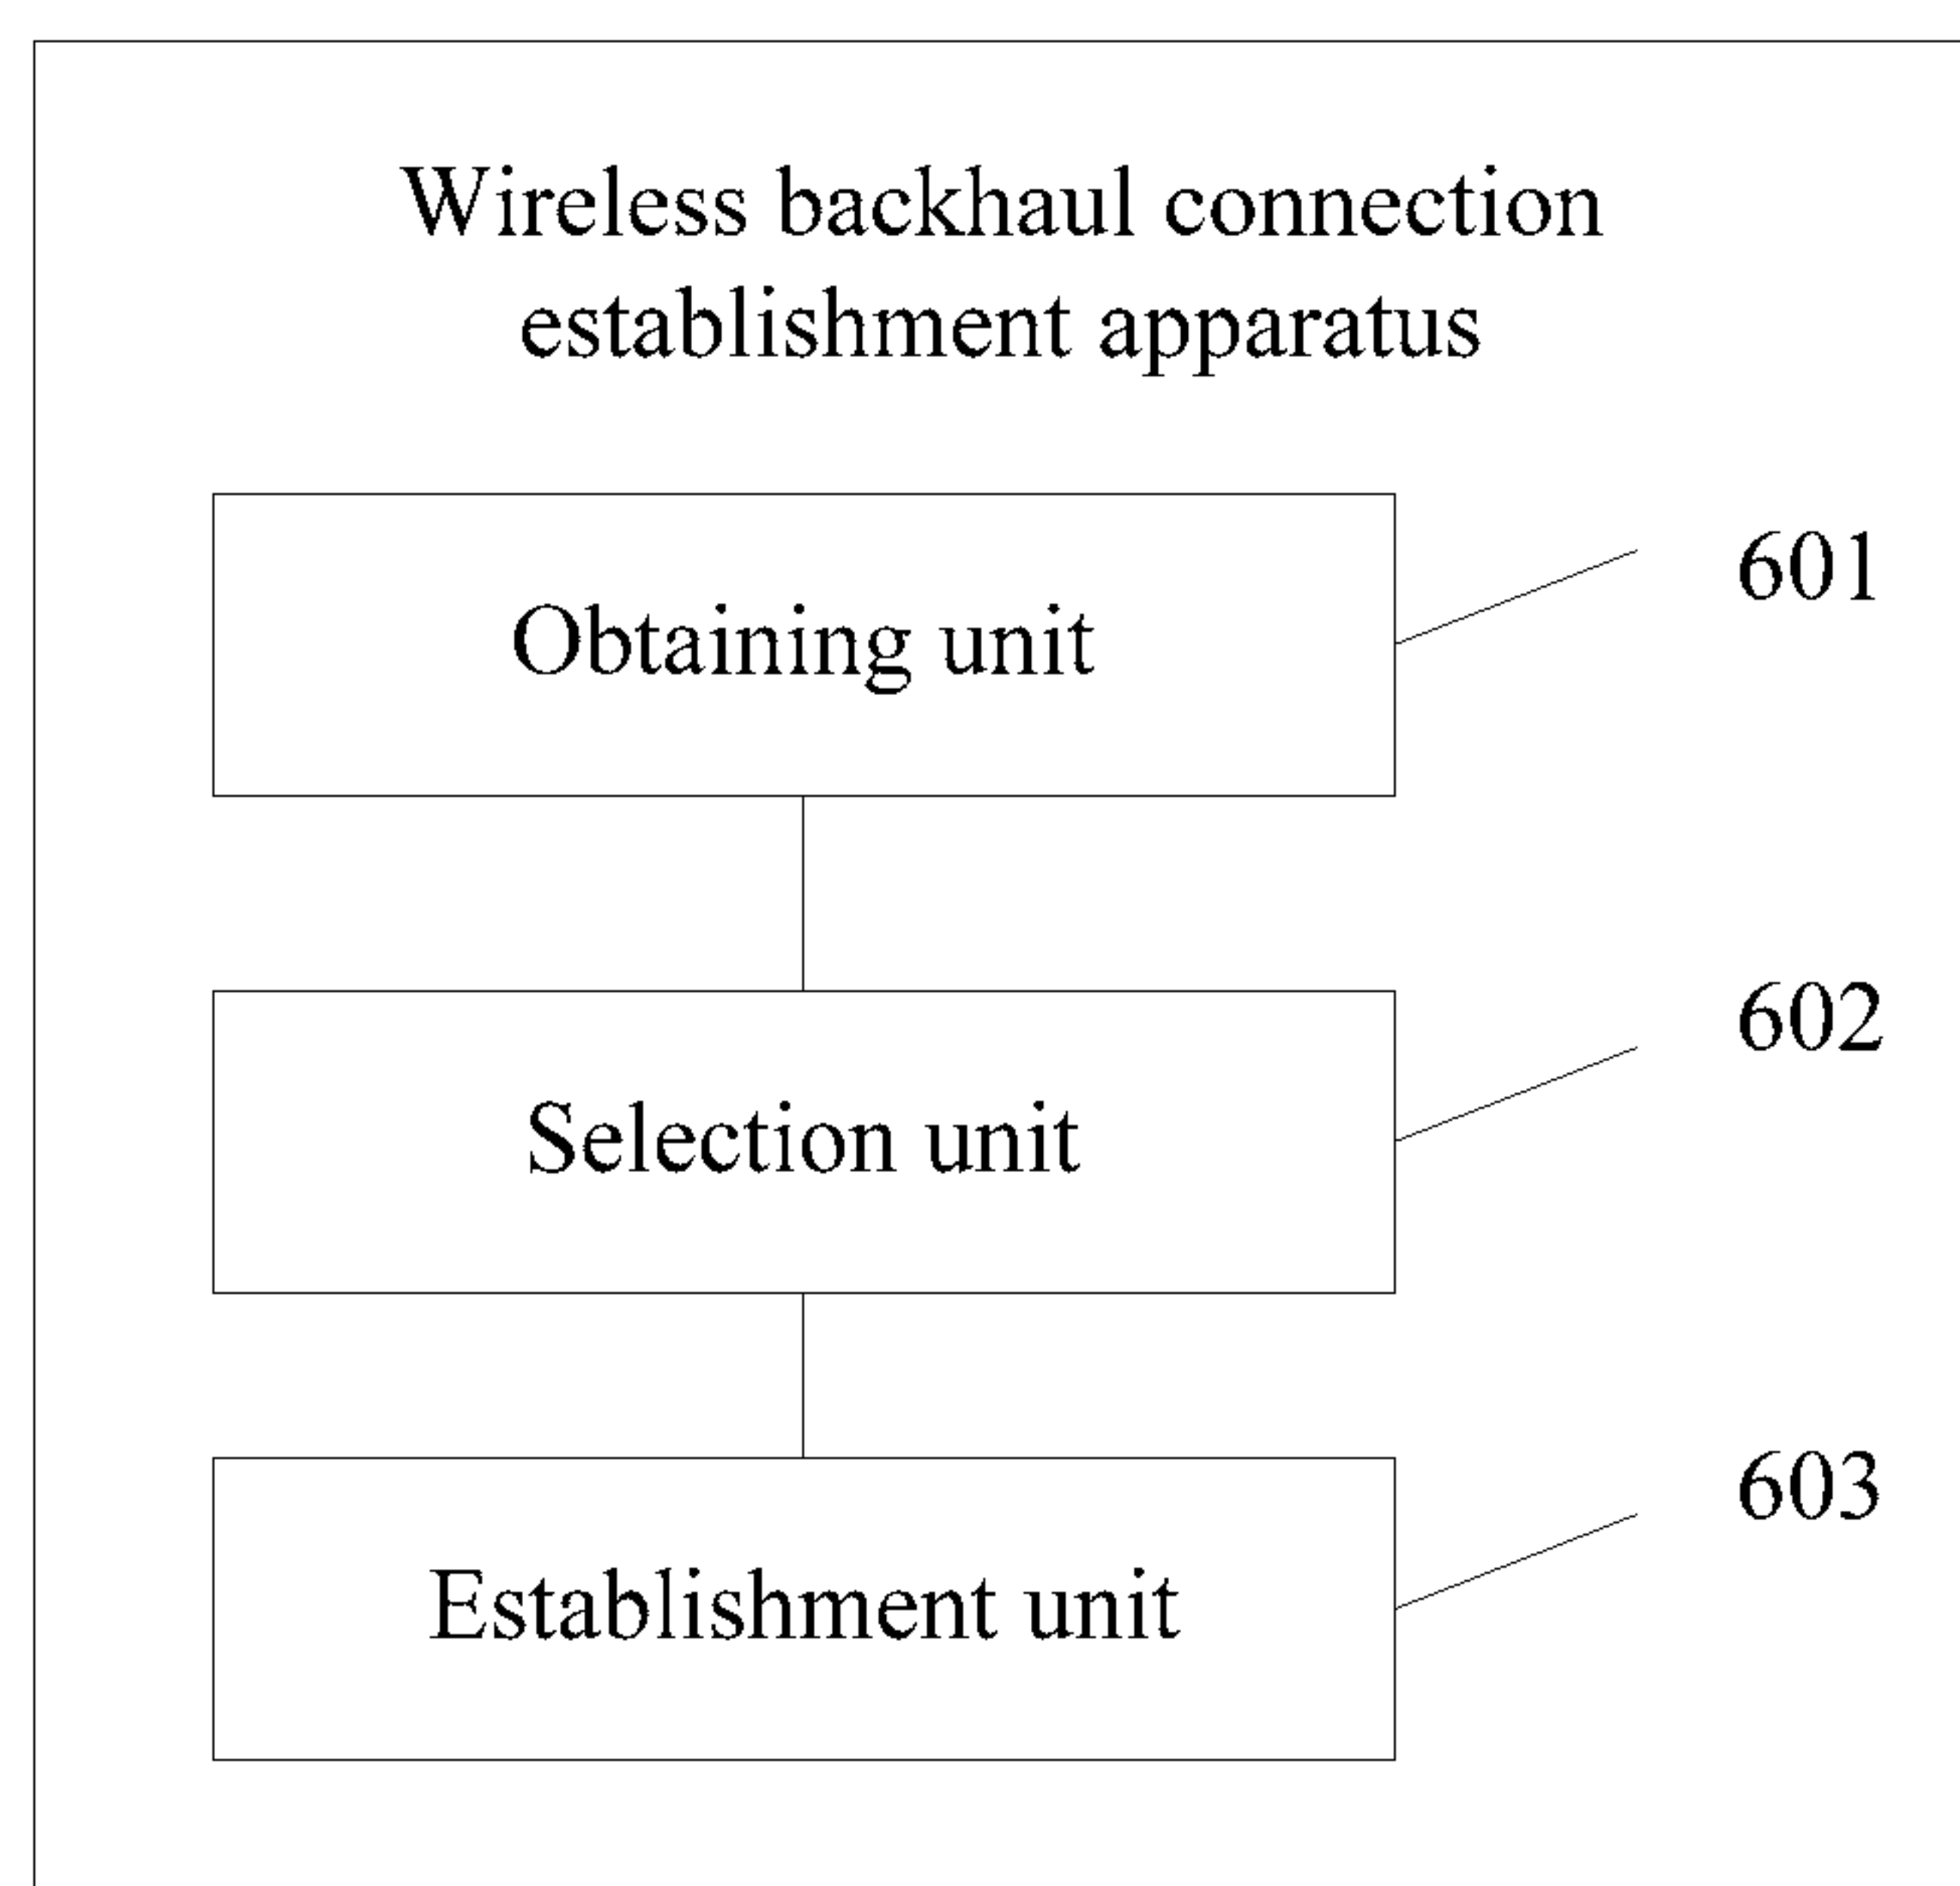 Wireless backhaul connection
establishment apparatus
Obtaining unit
601
Selection unit
602
Establishment unit
603